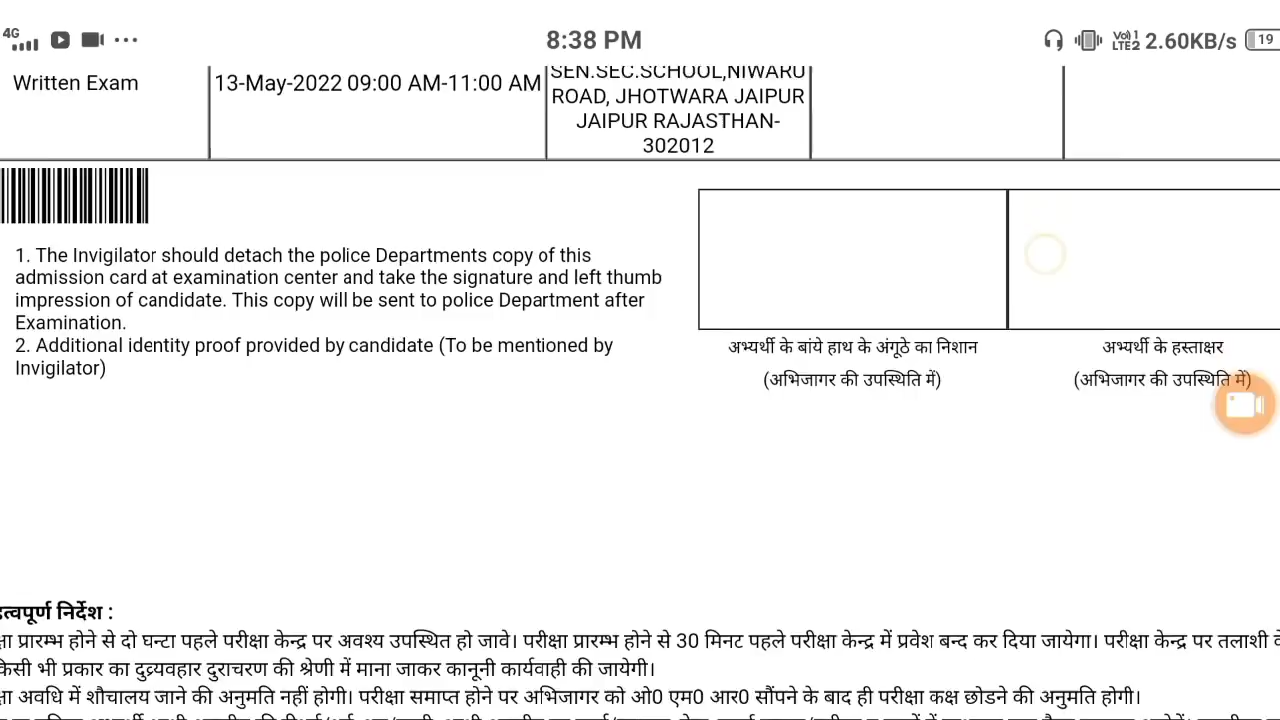 4G
8:38 PM
Vo)) 1
LTE2
2.60KB/s
19
Written Exam
13-May-2022 09:00 AM-11:00 AM
SEN.SEC.SCHOOL,NIWARU
ROAD, JHOTWARA JAIPUR
JAIPUR RAJASTHAN-
302012
1. The Invigilator should detach the police Departments copy of this
admission card at examination center and take the signature and left thumb
impression of candidate. This copy will be sent to police Department after
Examination.
2. Additional identity proof provided by candidate (To be mentioned by
Invigilator)
अभ्यर्थी के बांये हाथ के अंगूठे का निशान
(अभिजागर की उपस्थिति में)
अभ्यर्थी के हस्ताक्षर
(अभिजागर की उपस्थिति में)
निर्देश :
प्रारम्भ होने से दो घन्टा पहले परीक्षा केन्द्र पर अवश्य उपस्थित हो जावे। परीक्षा प्रारम्भ होने से 30 मिनट पहले परीक्षा केन्द्र में प्रवेश बन्द कर दिया जायेगा। परीक्षा केन्द्र पर तलाशी
किसी भी प्रकार का दुव्यवहार दुराचरण की श्रेणी में माना जाकर कानूनी कार्यवाही की जायेगी।
अवधि में शौचालय जाने की अनुमति नहीं होगी। परीक्षा समाप्त होने पर अभिजागर को ओ0 एम0 आर0 सौंपने के बाद ही परीक्षा कक्ष छोडने की अनुमति होगी।